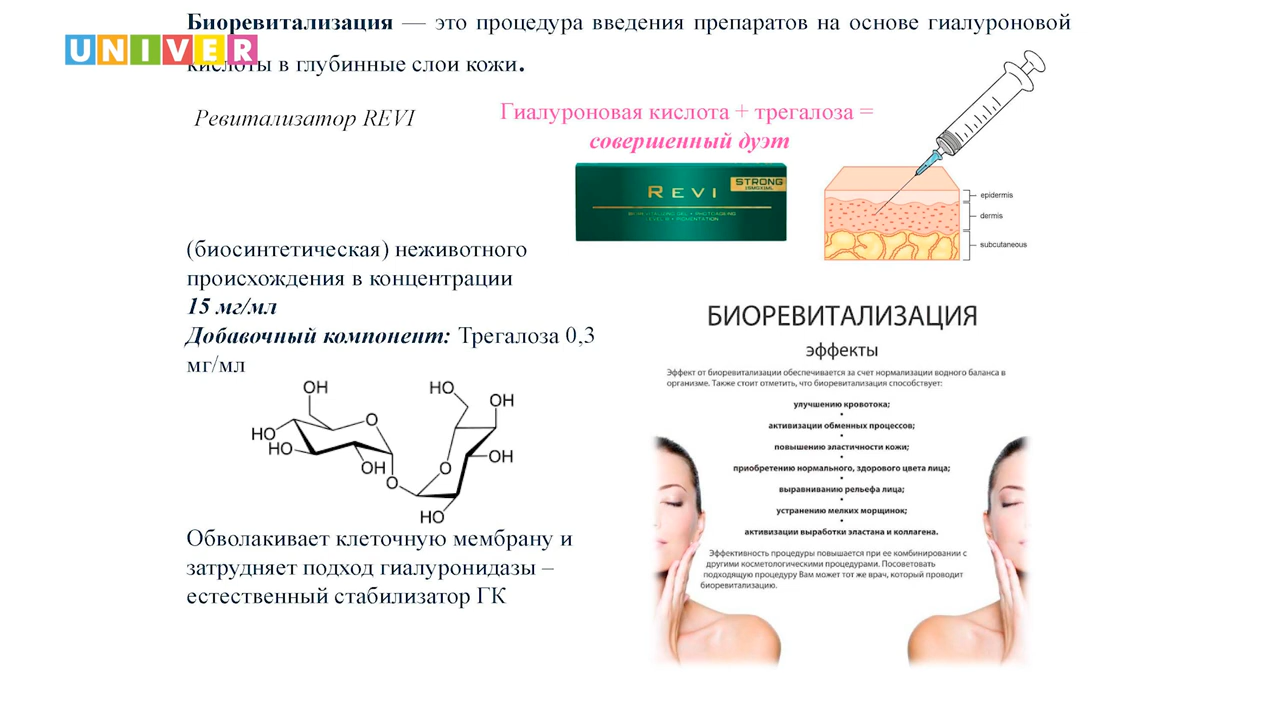 Биоревитализация — это процедура введения препаратов на основе гиалуроновой
кислоты в глубинные слои кожи.
UNIVER
Ревитализатор REVI
Гиалуроновая кислота + трегалоза =
совершенный дуэт
REVI
STRONG
epidermis
dermis
subcutaneous
(биосинтетическая) неживотного
происхождения в концентрации
15 мг/мл
Добавочный компонент: Трегалоза 0,3
мг/мл
OH
HO
OH
HO
HO
O
OH
O
O
OH
HO
Обволакивает клеточную мембрану и
затрудняет подход гиалуронидазы –
естественный стабилизатор ГК
БИОРЕВИТАЛИЗАЦИЯ
эффекты
Эффект от биоревитализации обеспечивается за счет нормализации водного баланса в
организме. Также стоит отметить, что биоревитализация способствует:
улучшению кровотока;
•
активизации обменных процессов;
•
повышению эластичности кожи;
•
приобретению нормального, здорового цвета лица;
•
выравниванию рельефа лица;
•
устранению мелких морщинок;
•
активизации выработки эластана и коллагена.
Эффективность процедуры повышается при ее комбинировании с
другими косметологическими процедурами. Посоветовать
подходящую процедуру Вам может тот же врач, который проводит
биоревитализацию.